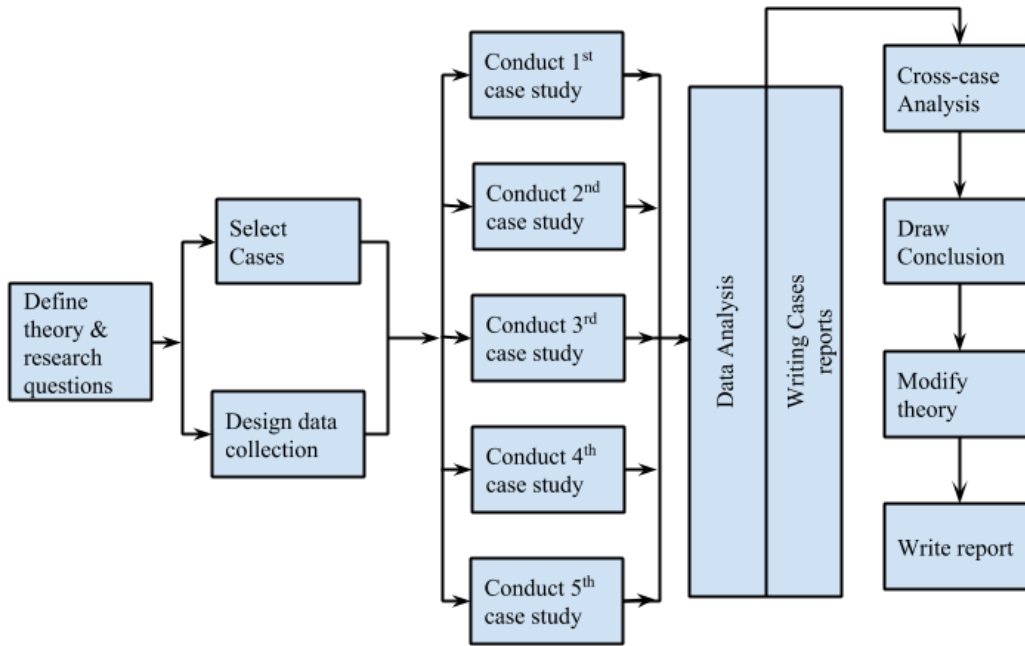 Define
theory &
research
questions
Select
Cases
Design data
collection
Conduct 1st
case study
Conduct 2nd
case study
Conduct 3rd
case study
Conduct 4th
case study
Conduct 5th
case study
Data Analysis
Writing Cases
reports
Cross-case
Analysis
Draw
Conclusion
Modify
theory
Write report